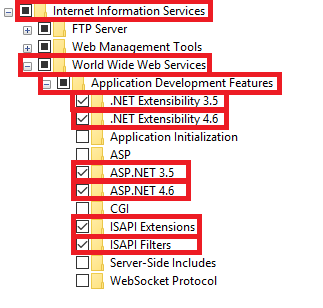 Internet Information Services
FTP Server
Web Management Tools
World Wide Web Services
Application Development Features
.NET Extensibility 3.5
.NET Extensibility 4.6
Application Initialization
ASP
ASP.NET 3.5
ASP.NET 4.6
CGI
ISAPI Extensions
ISAPI Filters
Server-Side Includes
WebSocket Protocol